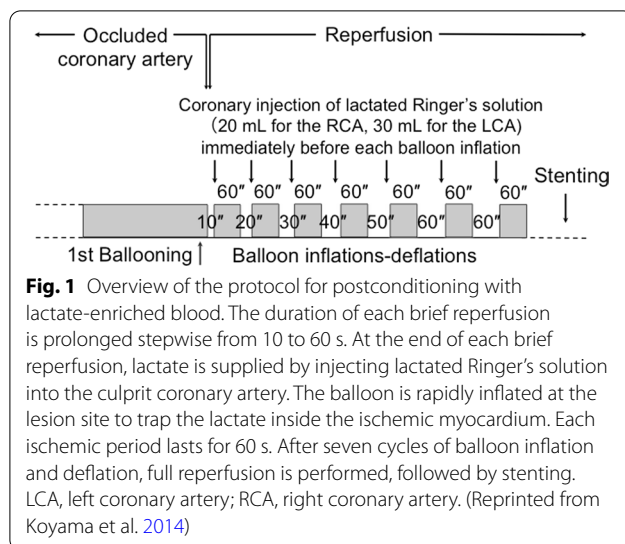 Occluded
coronary artery
Reperfusion
Coronary injection of lactated Ringer's solution
(20 mL for the RCA, 30 mL for the LCA)
immediately before each balloon inflation
60″ 60″ 60″ 60″ 60″ 60″ 60″
Stenting
10″ 20″ 30″ 40″ 50″ 60″ 60″
1st Ballooning
Balloon inflations-deflations
Fig. 1 Overview of the protocol for postconditioning with
lactate-enriched blood. The duration of each brief reperfusion
is prolonged stepwise from 10 to 60 s. At the end of each brief
reperfusion, lactate is supplied by injecting lactated Ringer's solution
into the culprit coronary artery. The balloon is rapidly inflated at the
lesion site to trap the lactate inside the ischemic myocardium. Each
ischemic period lasts for 60 s. After seven cycles of balloon inflation
and deflation, full reperfusion is performed, followed by stenting.
LCA, left coronary artery; RCA, right coronary artery. (Reprinted from
Koyama et al. 2014)